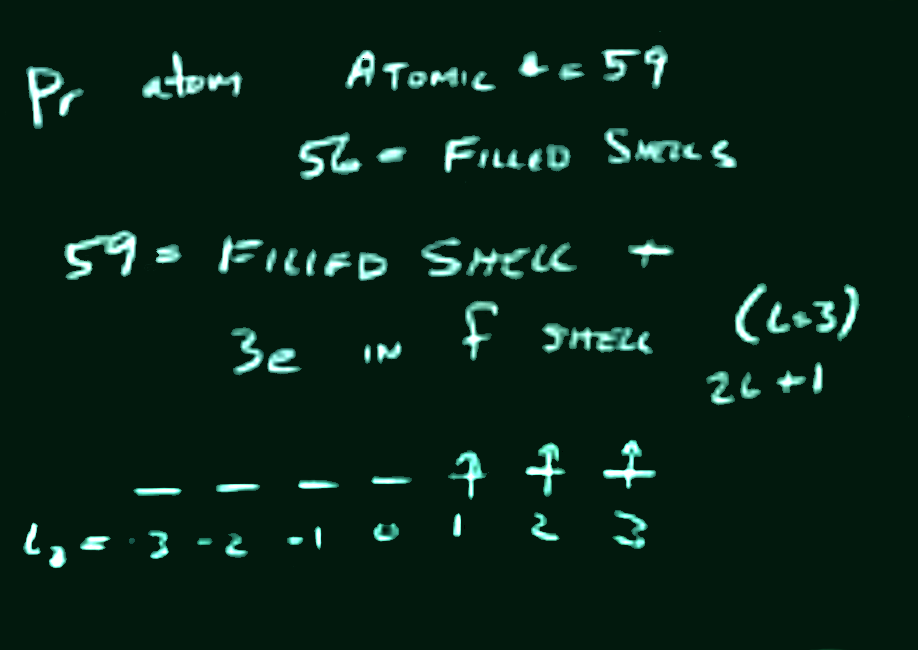 Pr atom ATOMIC # = 59
56 - FILLED SHELLS
59 = FILLED SHELL +
3e IN f SHELL (L=3)
2L+1
Lz = -3 -2 -1 0 1 2 3